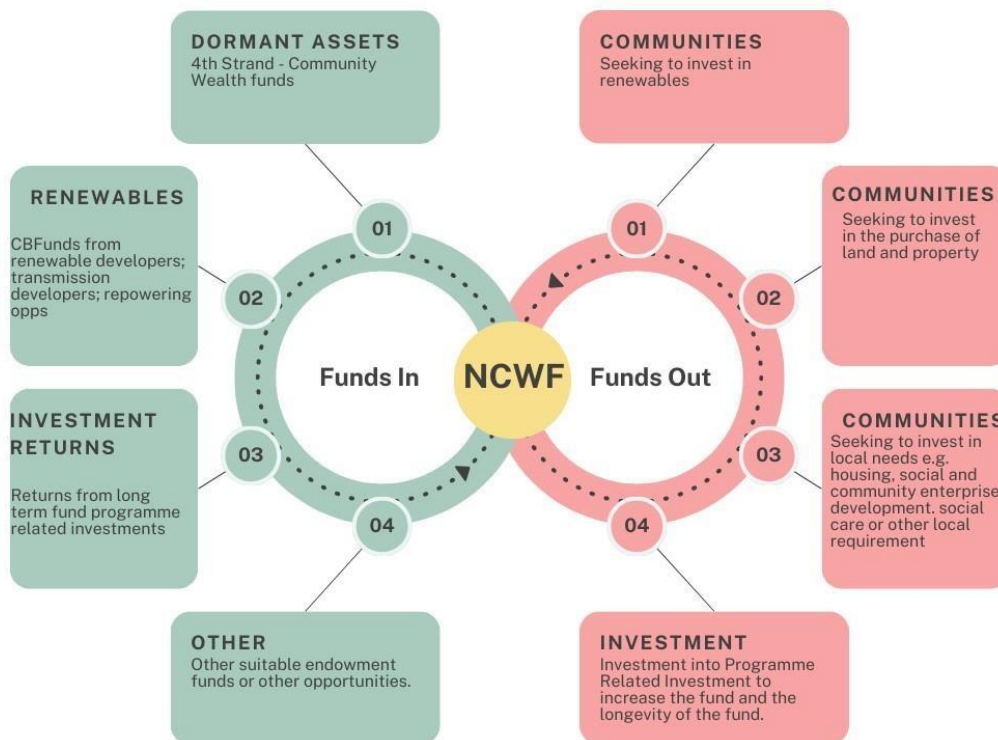 DORMANT ASSETS
4th Strand - Community
Wealth funds
COMMUNITIES
Seeking to invest in
renewables
RENEWABLES
CBFunds from
renewable developers;
transmission
developers; repowering
opps
COMMUNITIES
Seeking to invest
in the purchase of
land and property
01
01
02
02
Funds In
NCWF
Funds Out
INVESTMENT
RETURNS
Returns from long
term fund programme
related investments
03
03
COMMUNITIES
Seeking to invest in
local needs e.g.
housing, social and
community enterprise
development. social
care or other local
requirement
04
04
OTHER
Other suitable endowment
funds or other opportunities.
INVESTMENT
Investment into Programme
Related Investment to
increase the fund and the
longevity of the fund.